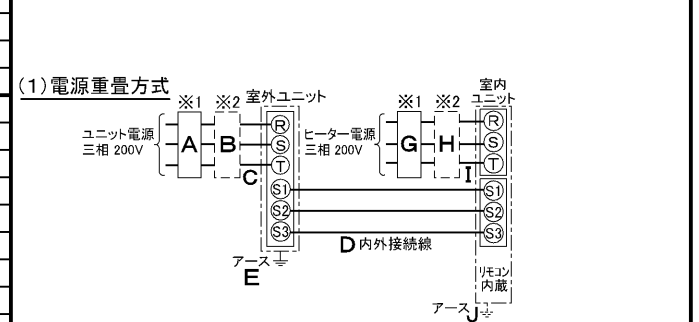 (1)電源重畳方式
※1 ※2 室外ユニット
ユニット電源
三相 200V
A B C
R
S
T
S1
S2
S3
アース
E
D 内外接続線
※1 ※2
室内
ユニット
ヒーター電源
三相 200V
G H I
R
S
T
S1
S2
S3
リモコン
内蔵
アース J